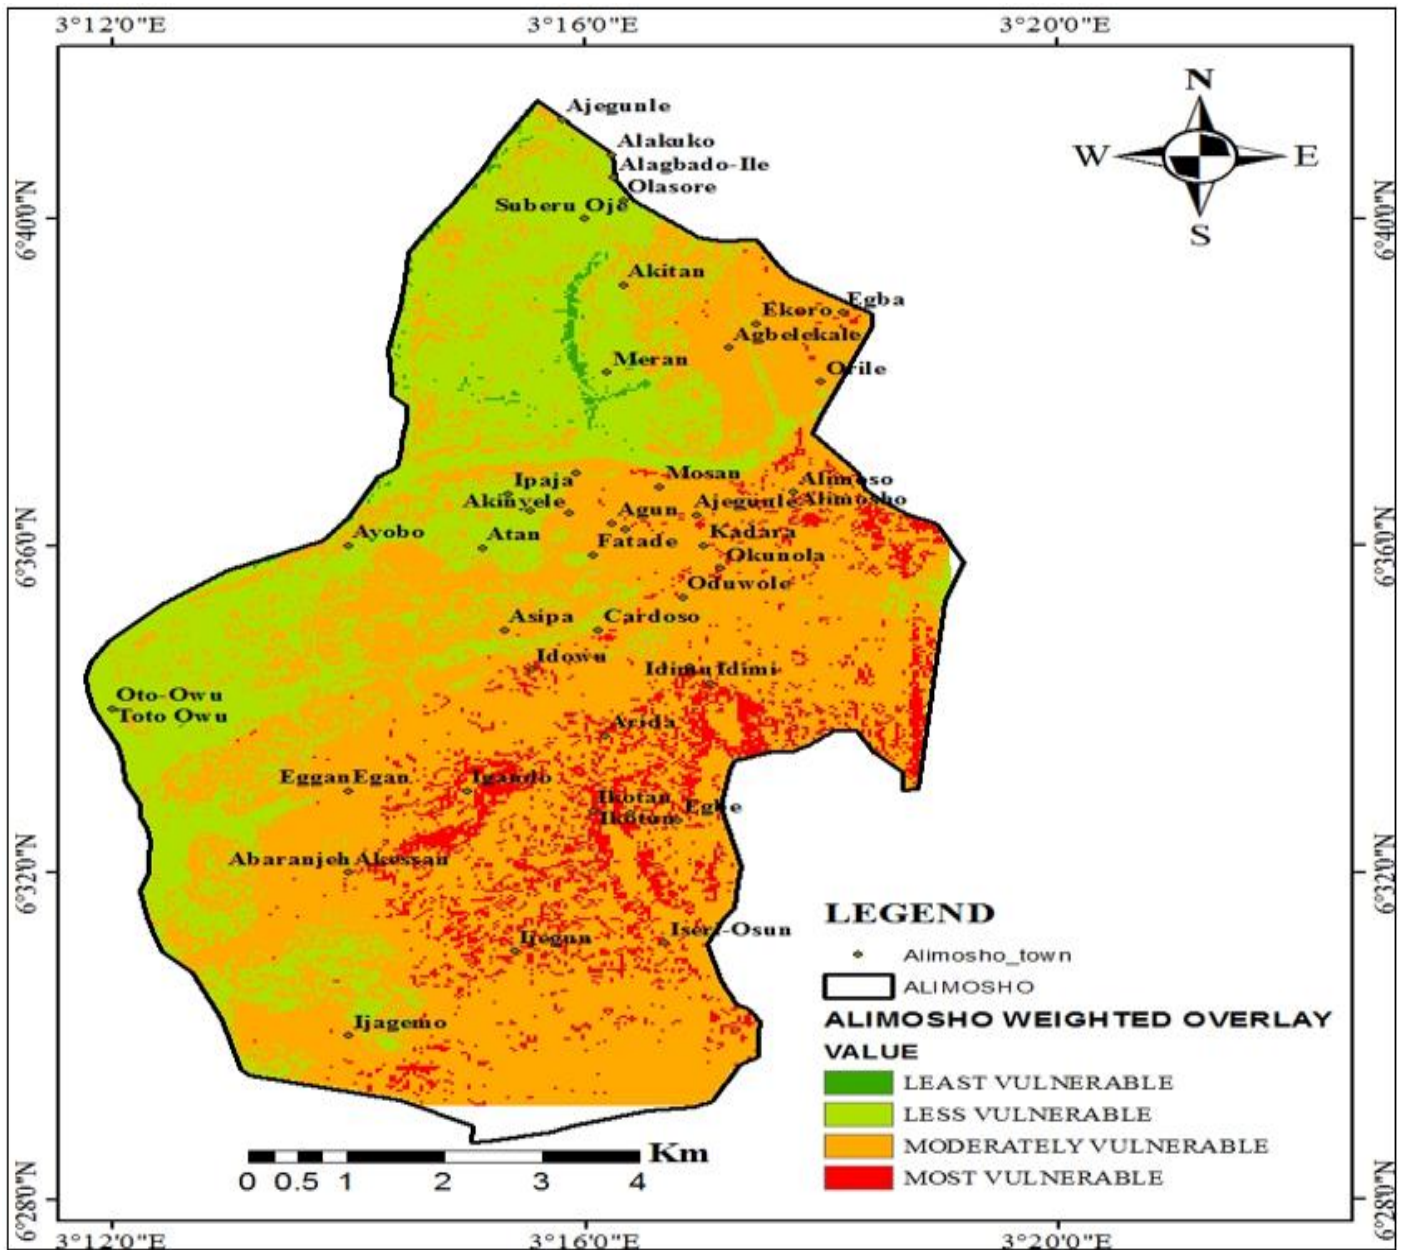 3°12'0"E 3°16'0"E 3°20'0"E
N
W E
S
6°40'0"N 6°40'0"N
6°36'0"N 6°36'0"N
6°32'0"N 6°32'0"N
6°28'0"N 6°28'0"N
Ajegunle
Alakuko
Alagbado-Ile
Olasore
Suberu Oje
Akitan
Egba
Ekoro
Agbelekale
Meran
Orile
Mosan
Ipaja
Alimoso
Akinyele
Ajegunle
Alimosho
Agun
Ayobo
Atan
Fatade
Kadara
Okunola
Oduwole
Asipa
Cardoso
Idowu
Idimu Idimi
Oto-Owu
Toto Owu
Arida
Eggan Egan
Igando
Ikotan
Ikotun
Egbe
Abaranjeh Akessan
Iseri-Osun
Ijegun
Ijagemo
LEGEND
Alimosho_town
ALIMOSHO
ALIMOSHO WEIGHTED OVERLAY
VALUE
LEAST VULNERABLE
LESS VULNERABLE
MODERATELY VULNERABLE
MOST VULNERABLE
Km
0 0.5 1 2 3 4
3°12'0"E 3°16'0"E 3°20'0"E